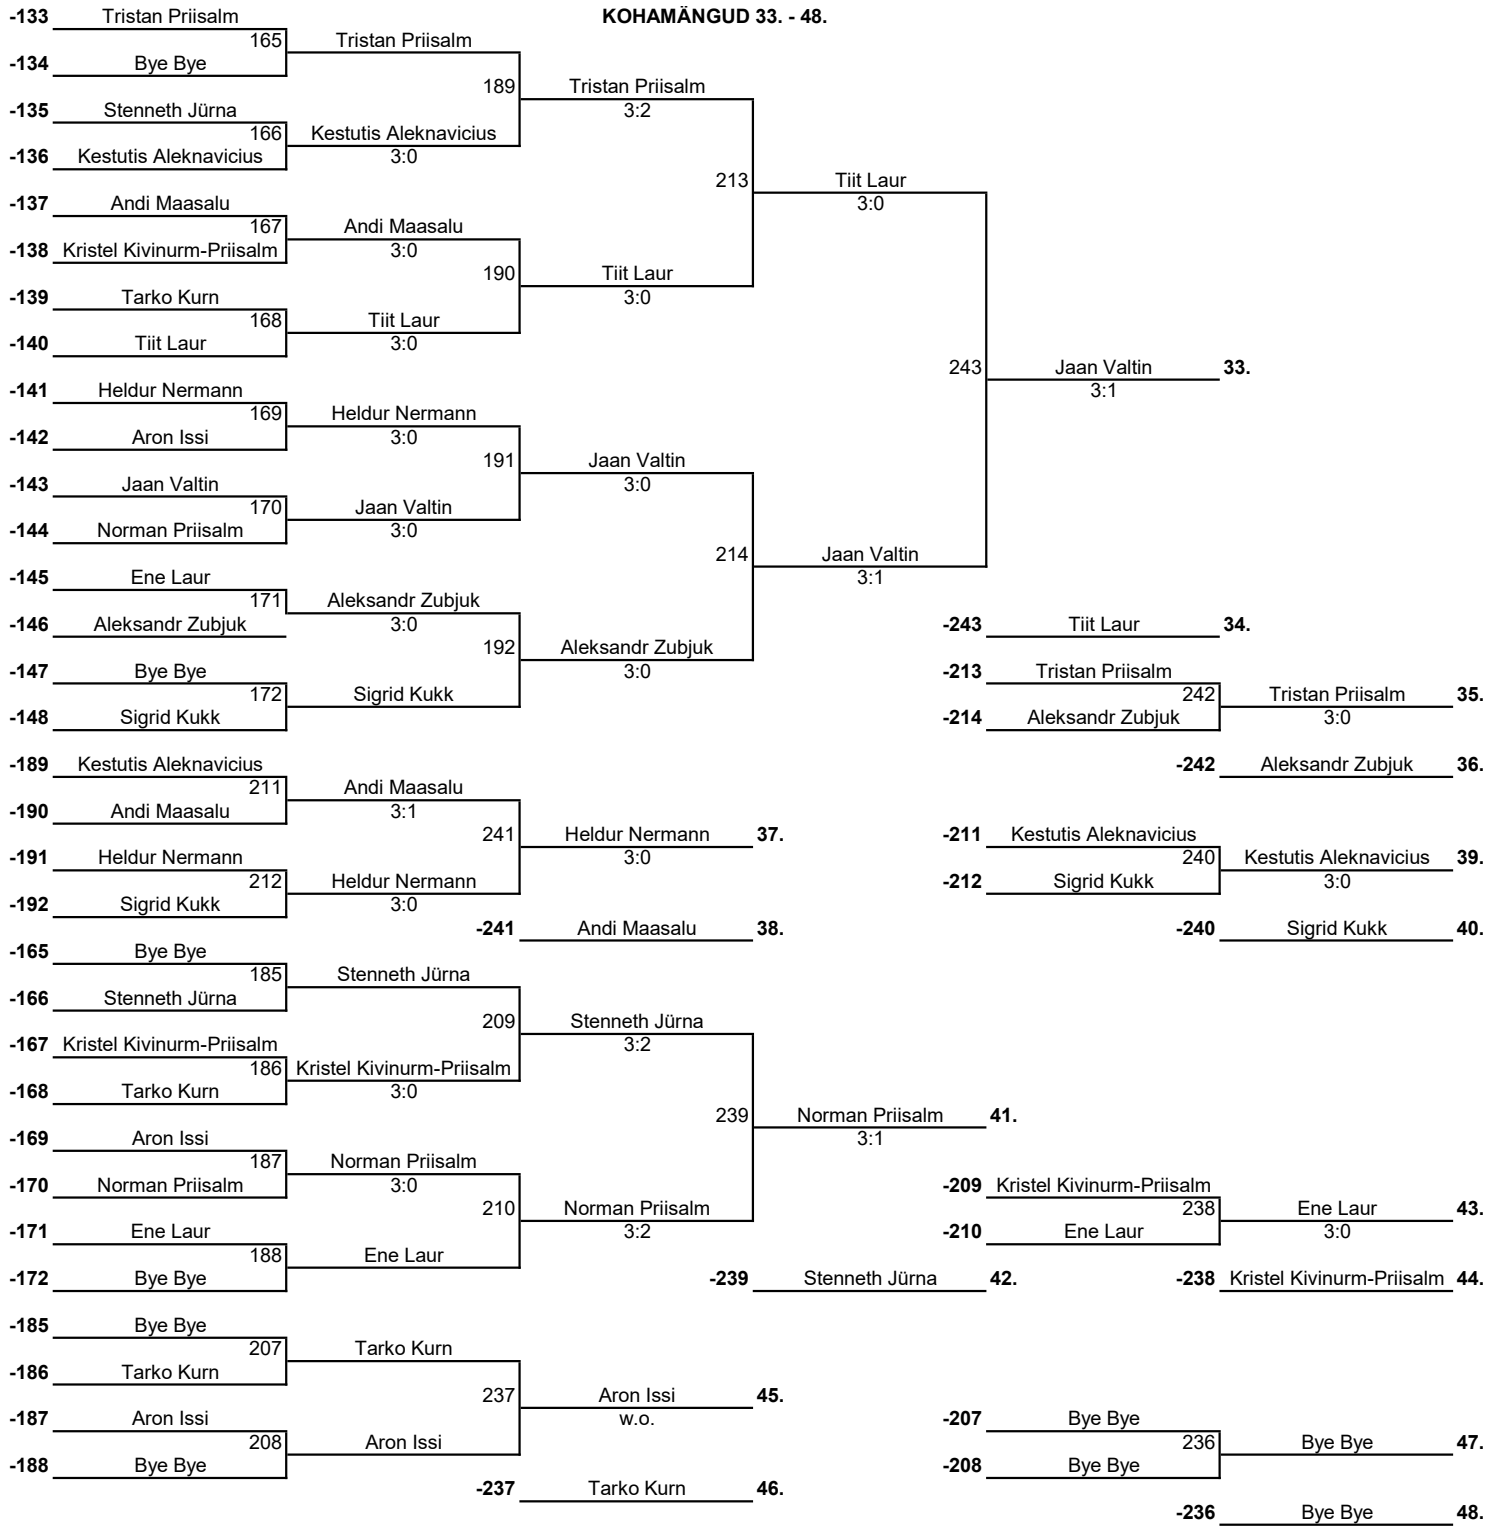 -133 Tristan Priisalm KOHAMÄNGUD 33. - 48.
165 Tristan Priisalm
-134 Bye Bye
189 Tristan Priisalm
3:2
-135 Stenneth Jürna
166 Kestutis Aleknavicius
-136 Kestutis Aleknavicius 3:0
213 Tiit Laur
3:0
-137 Andi Maasalu
167 Andi Maasalu
-138 Kristel Kivinurm-Priisalm 3:0
190 Tiit Laur
3:0
-139 Tarko Kurn
168 Tiit Laur
-140 Tiit Laur 3:0
243 Jaan Valtin 33.
3:1
-141 Heldur Nermann
169 Heldur Nermann
-142 Aron Issi 3:0
191 Jaan Valtin
3:0
-143 Jaan Valtin
170 Jaan Valtin
-144 Norman Priisalm 3:0
214 Jaan Valtin
3:1
-145 Ene Laur
171 Aleksandr Zubjuk
-146 Aleksandr Zubjuk 3:0 -243 Tiit Laur 34.
192 Aleksandr Zubjuk
3:0
-147 Bye Bye -213 Tristan Priisalm
172 Sigrid Kukk 242 Tristan Priisalm 35.
-148 Sigrid Kukk -214 Aleksandr Zubjuk 3:0
-189 Kestutis Aleknavicius -242 Aleksandr Zubjuk 36.
211 Andi Maasalu
-190 Andi Maasalu 3:1
241 Heldur Nermann 37. -211 Kestutis Aleknavicius
-191 Heldur Nermann 3:0 240 Kestutis Aleknavicius 39.
212 Heldur Nermann -212 Sigrid Kukk 3:0
-192 Sigrid Kukk 3:0
-241 Andi Maasalu 38. -240 Sigrid Kukk 40.
-165 Bye Bye
185 Stenneth Jürna
-166 Stenneth Jürna
209 Stenneth Jürna
3:2
-167 Kristel Kivinurm-Priisalm
186 Kristel Kivinurm-Priisalm
-168 Tarko Kurn 3:0
239 Norman Priisalm 41.
3:1
-169 Aron Issi
187 Norman Priisalm
-170 Norman Priisalm 3:0 -209 Kristel Kivinurm-Priisalm
210 Norman Priisalm 238 Ene Laur 43.
-171 Ene Laur 3:2 -210 Ene Laur 3:0
188 Ene Laur
-172 Bye Bye -239 Stenneth Jürna 42. -238 Kristel Kivinurm-Priisalm 44.
-185 Bye Bye
207 Tarko Kurn
-186 Tarko Kurn
237 Aron Issi 45.
-187 Aron Issi w.o. -207 Bye Bye
208 Aron Issi 236 Bye Bye 47.
-188 Bye Bye -208 Bye Bye
-237 Tarko Kurn 46.
-236 Bye Bye 48.